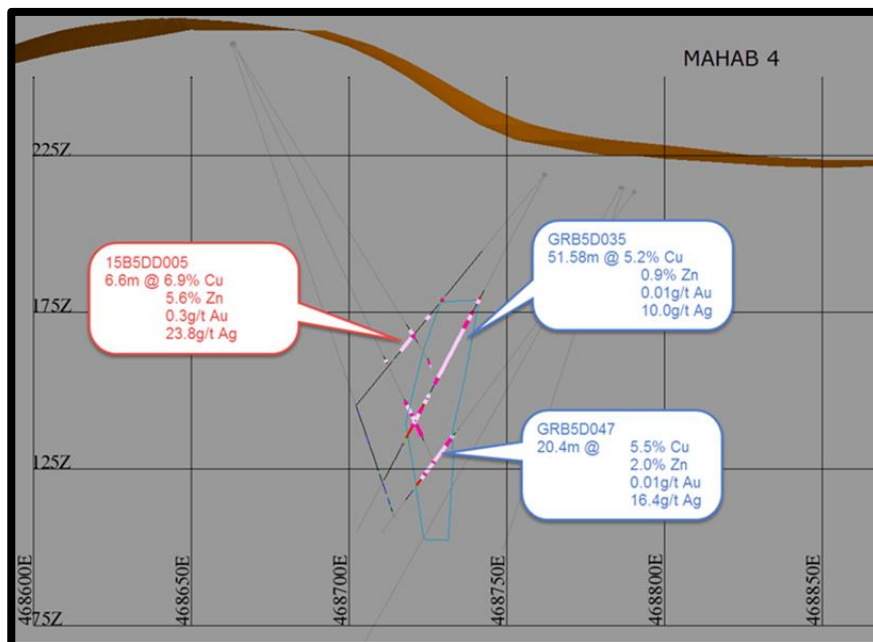 MAHAB 4
225Z
15B5DD005
6.6m @ 6.9% Cu
5.6% Zn
0.3g/t Au
23.8g/t Ag
GRB5D035
51.58m @ 5.2% Cu
0.9% Zn
0.01g/t Au
10.0g/t Ag
175Z
GRB5D047
20.4m @ 5.5% Cu
2.0% Zn
0.01g/t Au
16.4g/t Ag
125Z
75Z
468600E
468650E
468700E
468750E
468800E
468850E